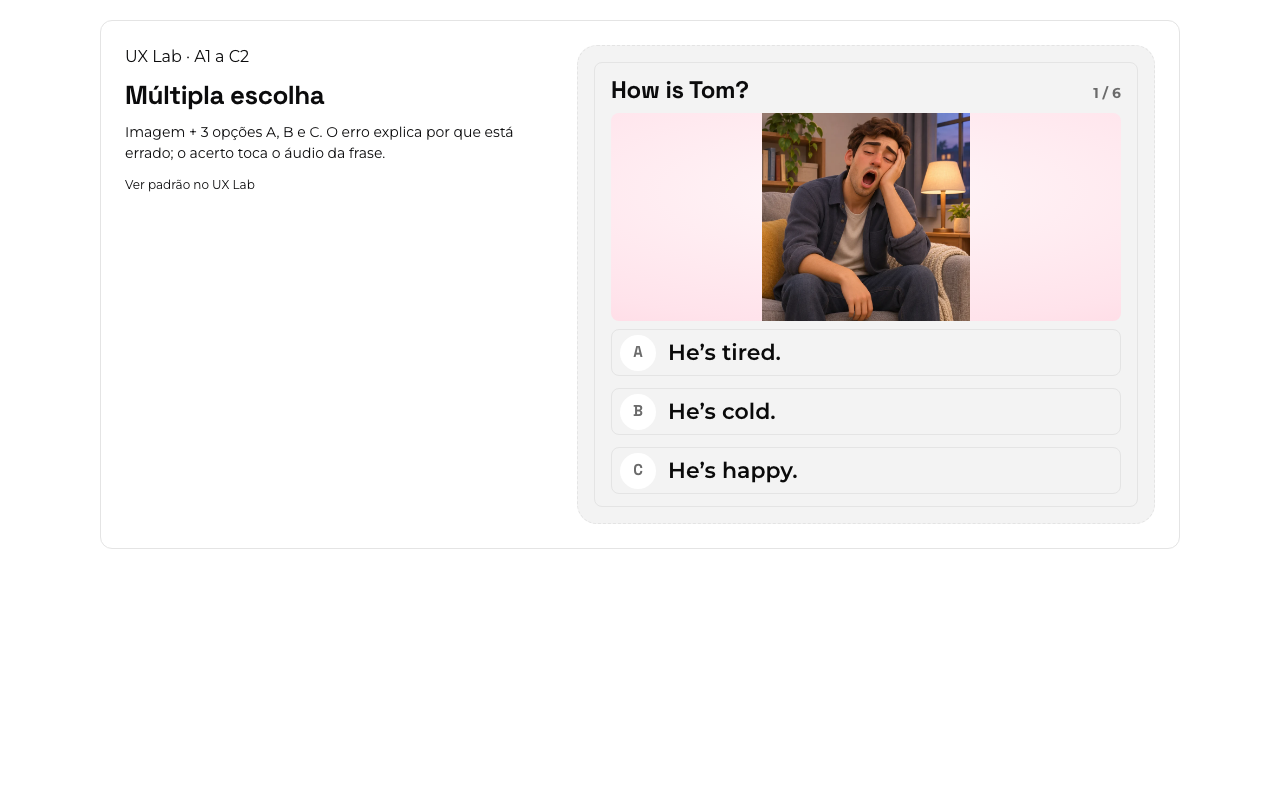 UX Lab · A1 a C2
Múltipla escolha
Imagem + 3 opções A, B e C. O erro explica por que está
errado; o acerto toca o áudio da frase.
Ver padrão no UX Lab
How is Tom?
1 / 6
A He’s tired.
B He’s cold.
C He’s happy.